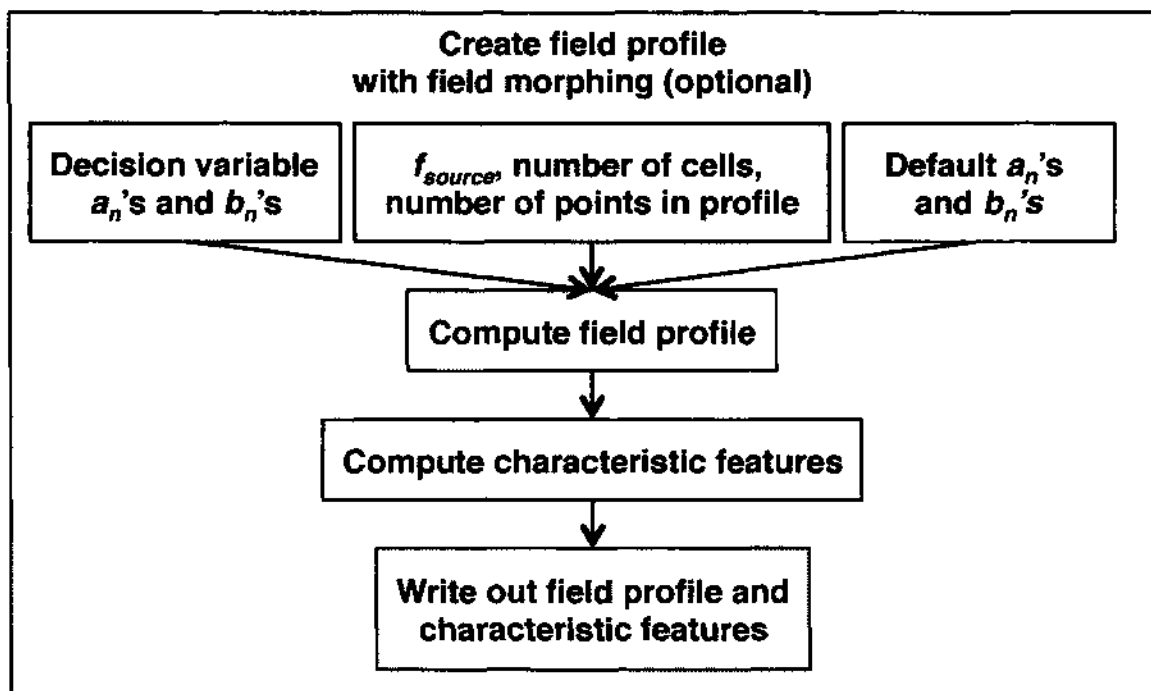 Create field profile
with field morphing (optional)
Decision variable
aₙ's and bₙ's
f_source, number of cells,
number of points in profile
Default aₙ's
and bₙ's
Compute field profile
Compute characteristic features
Write out field profile and
characteristic features